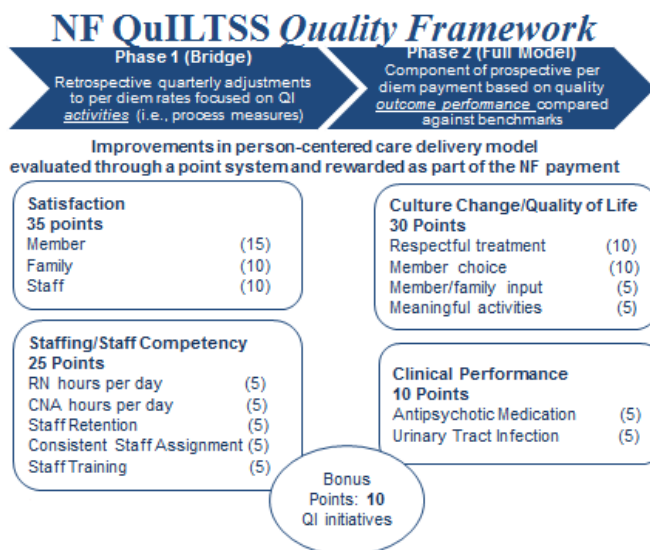 NF QuILTSS Quality Framework
Phase 1 (Bridge)
Retrospective quarterly adjustments
to per diem rates focused on QI
activities (i.e., process measures)
Phase 2 (Full Model)
Component of prospective per
diem payment based on quality
outcome performance compared
against benchmarks
Improvements in person-centered care delivery model
evaluated through a point system and rewarded as part of the NF payment
Satisfaction
35 points
Member (15)
Family (10)
Staff (10)
Culture Change/Quality of Life
30 Points
Respectful treatment (10)
Member choice (10)
Member/family input (5)
Meaningful activities (5)
Staffing/Staff Competency
25 Points
RN hours per day (5)
CNA hours per day (5)
Staff Retention (5)
Consistent Staff Assignment (5)
Staff Training (5)
Clinical Performance
10 Points
Antipsychotic Medication (5)
Urinary Tract Infection (5)
Bonus
Points: 10
QI initiatives